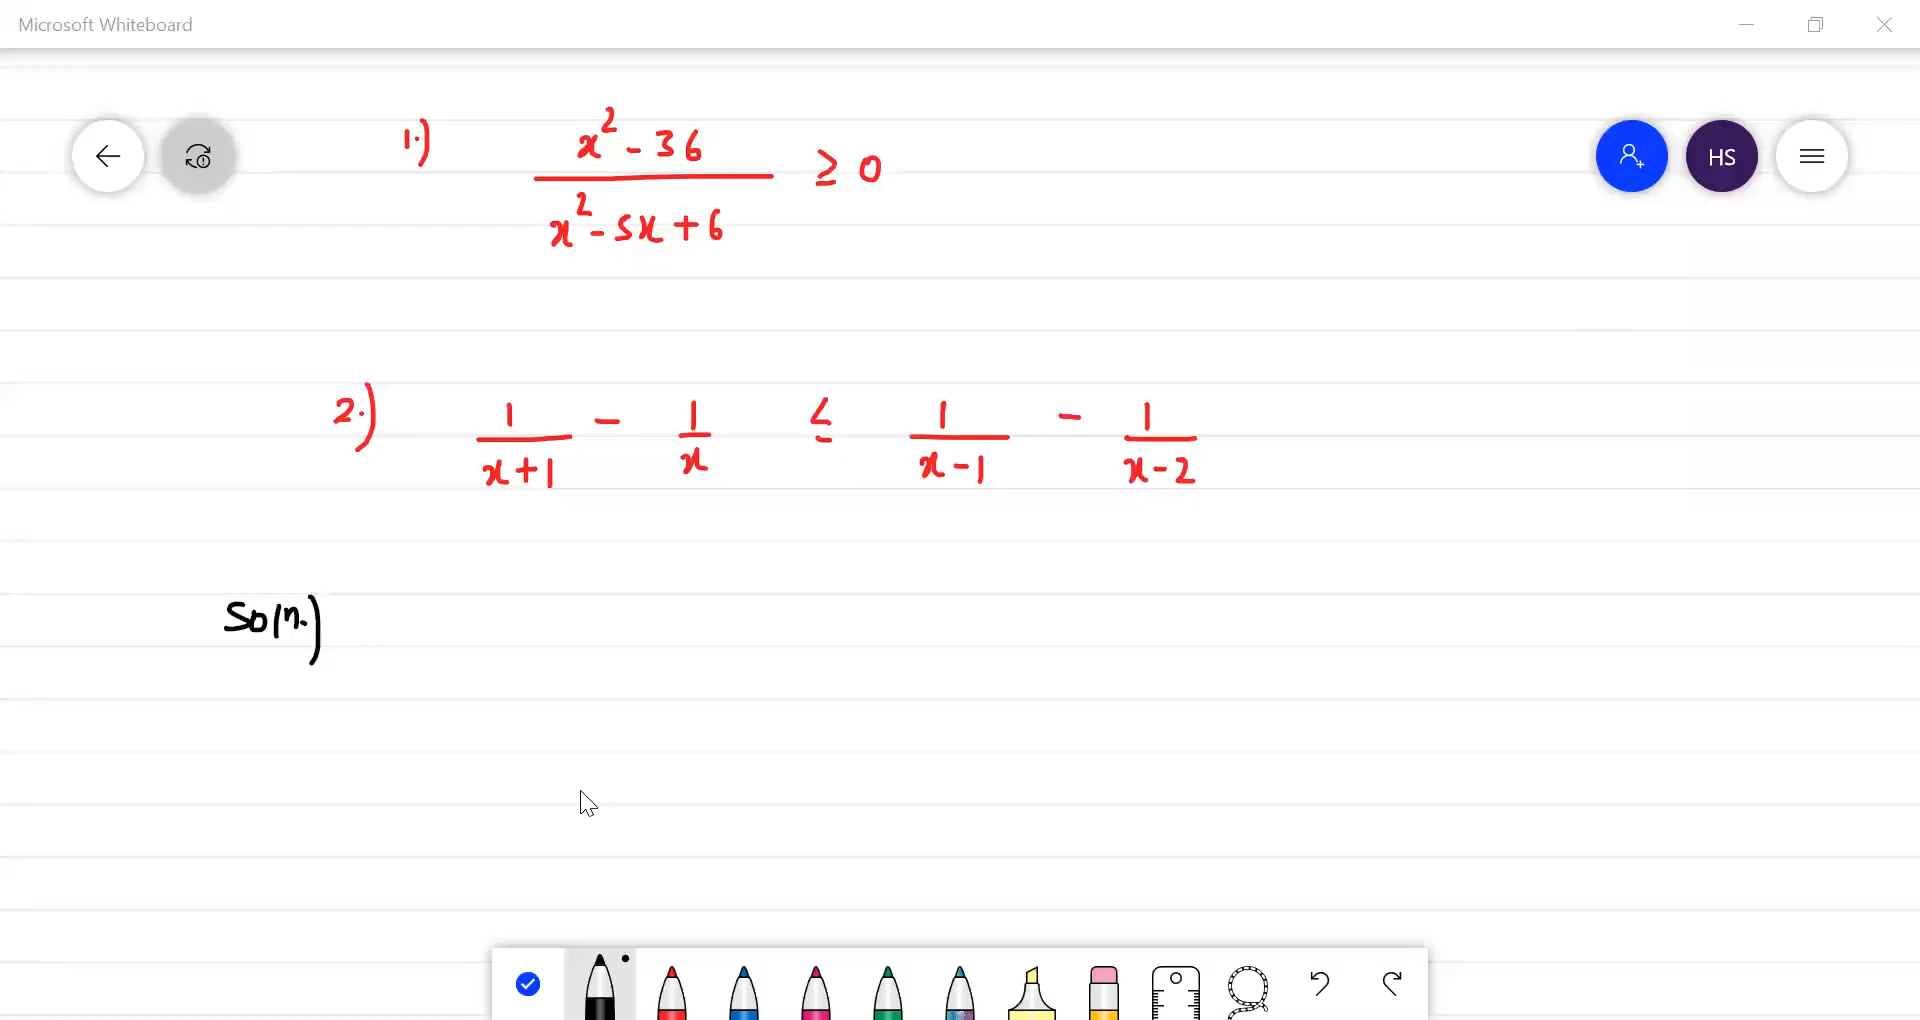 Microsoft Whiteboard
1.) x² - 36 / x² - 5x + 6 ≥ 0
HS
2.) 1/x+1 - 1/x ≤ 1/x-1 - 1/x-2
Soln.)